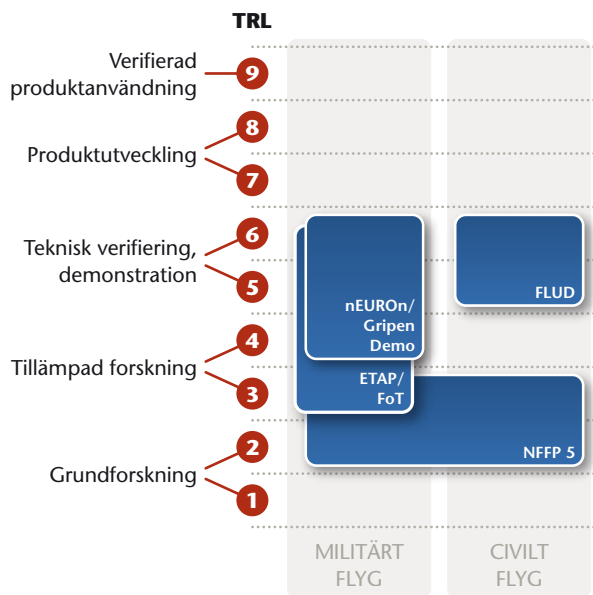 TRL
Verifierad
produktanvändning
9
8
Produktutveckling
7
6
Teknisk verifiering,
demonstration
5
nEUROn/
Gripen
Demo
FLUD
4
Tillämpad forskning
3
ETAP/
FoT
2
NFFP 5
Grundforskning
1
MILITÄRT
FLYG
CIVILT
FLYG